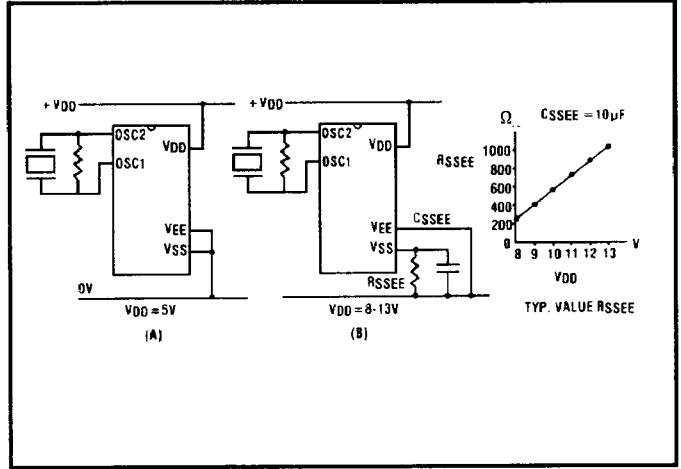 + VDD
OSC2
VDD
OSC1
VEE
VSS
0V
VDD = 5V
(A)
+ VDD
OSC2
VDD
OSC1
VEE
CSSEE
VSS
RSSEE
VDD = 8-13V
(B)
Ω
CSSEE = 10µF
RSSEE
1000
800
600
400
200
0
8 9 10 11 12 13
V
VDD
TYP. VALUE RSSEE